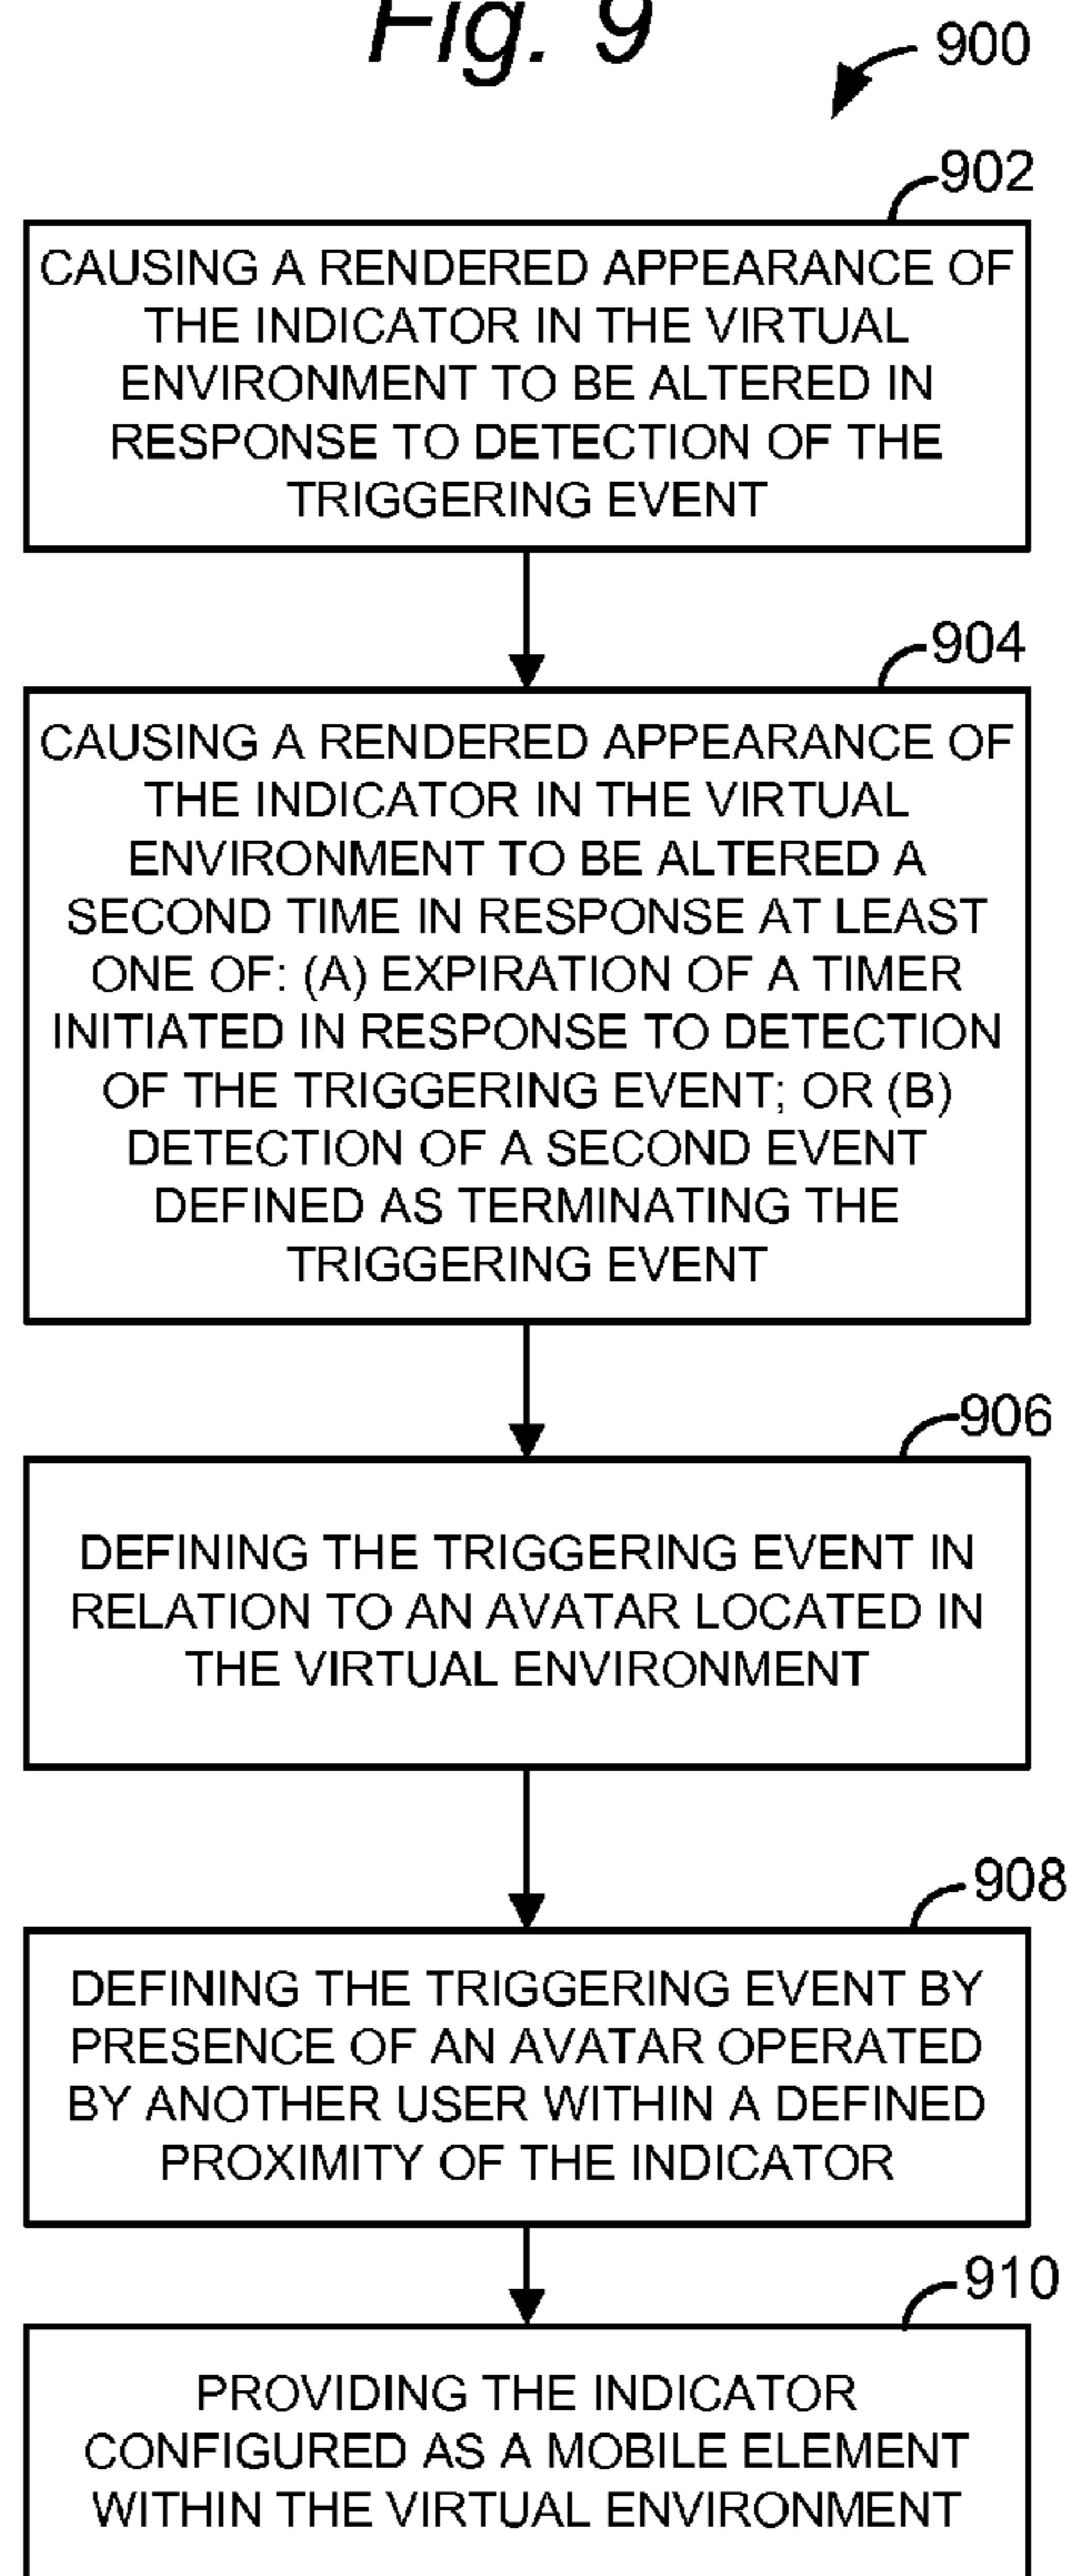 Fig. 9
900
902
CAUSING A RENDERED APPEARANCE OF
THE INDICATOR IN THE VIRTUAL
ENVIRONMENT TO BE ALTERED IN
RESPONSE TO DETECTION OF THE
TRIGGERING EVENT
904
CAUSING A RENDERED APPEARANCE OF
THE INDICATOR IN THE VIRTUAL
ENVIRONMENT TO BE ALTERED A
SECOND TIME IN RESPONSE AT LEAST
ONE OF: (A) EXPIRATION OF A TIMER
INITIATED IN RESPONSE TO DETECTION
OF THE TRIGGERING EVENT; OR (B)
DETECTION OF A SECOND EVENT
DEFINED AS TERMINATING THE
TRIGGERING EVENT
906
DEFINING THE TRIGGERING EVENT IN
RELATION TO AN AVATAR LOCATED IN
THE VIRTUAL ENVIRONMENT
908
DEFINING THE TRIGGERING EVENT BY
PRESENCE OF AN AVATAR OPERATED
BY ANOTHER USER WITHIN A DEFINED
PROXIMITY OF THE INDICATOR
910
PROVIDING THE INDICATOR
CONFIGURED AS A MOBILE ELEMENT
WITHIN THE VIRTUAL ENVIRONMENT